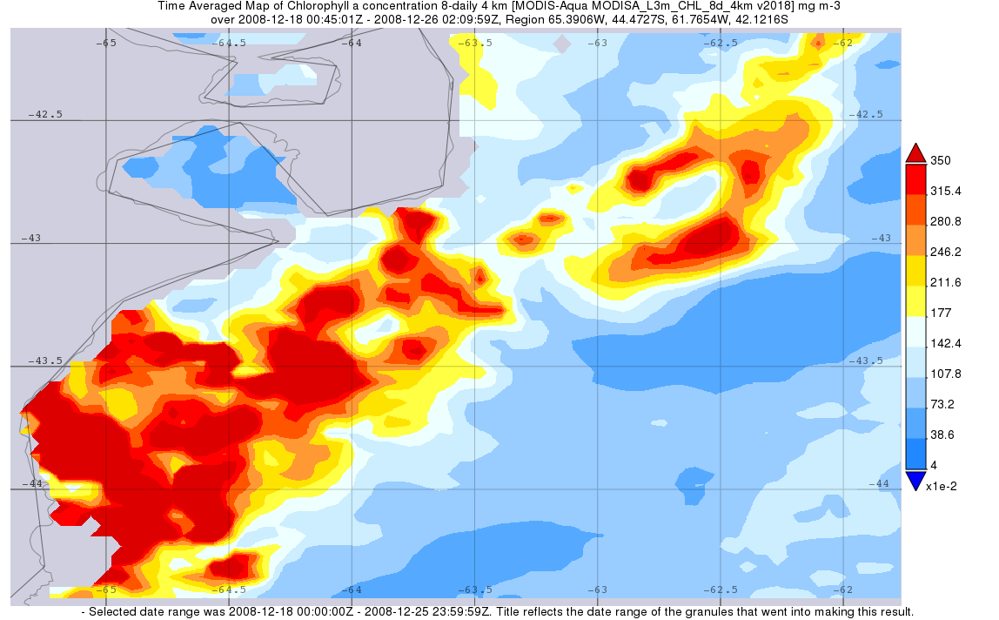 Time Averaged Map of Chlorophyll a concentration 8-daily 4 km [MODIS-Aqua MODISA_L3m_CHL_8d_4km v2018] mg m-3
over 2008-12-18 00:45:01Z - 2008-12-26 02:09:59Z, Region 65.3906W, 44.4727S, 61.7654W, 42.1216S
-65 -64.5 -64 -63.5 -63 -62.5 -62
-42.5 -42.5
350
315.4
280.8
-43 -43
246.2
211.6
177
142.4
-43.5 -43.5
107.8
73.2
38.6
4
-44 -44
x1e-2
-65 -64.5 -64 -63.5 -63 -62.5 -62
- Selected date range was 2008-12-18 00:00:00Z - 2008-12-25 23:59:59Z. Title reflects the date range of the granules that went into making this result.